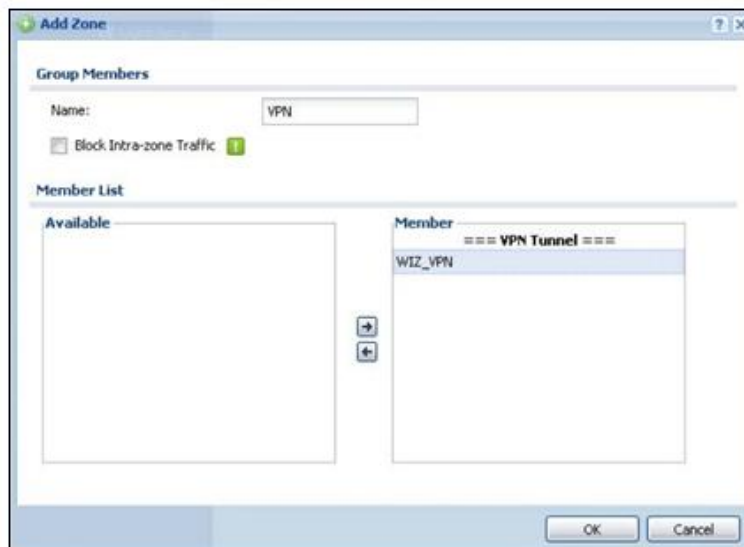 Add Zone
Group Members
Name: VPN
Block Intra-zone Traffic
Member List
Available
Member
=== VPN Tunnel ===
WIZ_VPN
OK Cancel